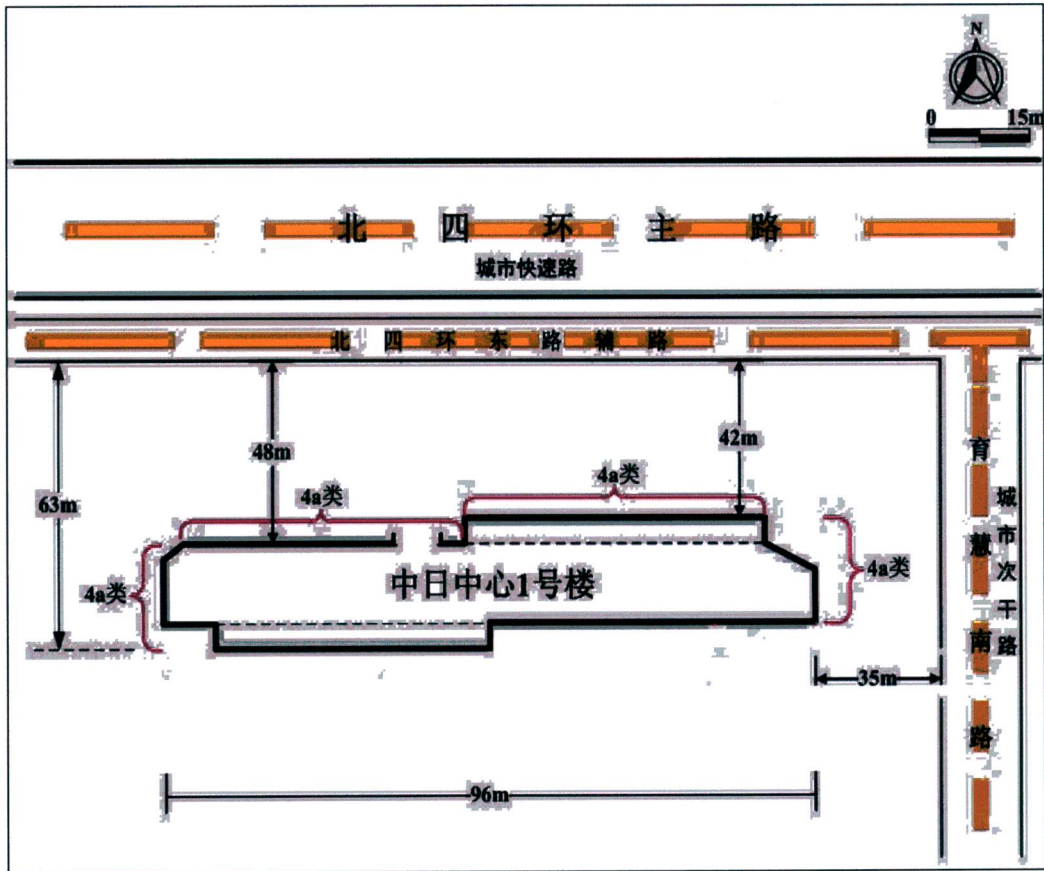 N
0 15m
北四环主路
城市快速路
北四环东路辅路
48m
42m
63m
4a类
4a类
4a类
4a类
中日中心1号楼
35m
96m
育慧南路
城市次干路